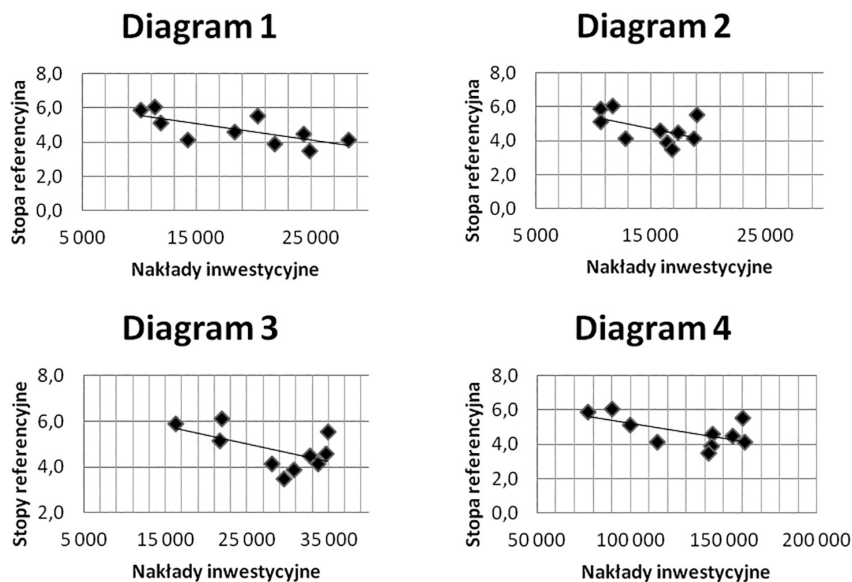 Diagram 1
8,0
6,0
4,0
2,0
0,0
Stopa referencyjna
5 000 15 000 25 000
Nakłady inwestycyjne
Diagram 2
8,0
6,0
4,0
2,0
0,0
Stopa referencyjna
5 000 15 000 25 000
Nakłady inwestycyjne
Diagram 3
8,0
6,0
4,0
2,0
Stopy referencyjne
5 000 15 000 25 000 35 000
Nakłady inwestycyjne
Diagram 4
8,0
6,0
4,0
2,0
0,0
Stopa referencyjna
50 000 100 000 150 000 200 000
Nakłady inwestycyjne